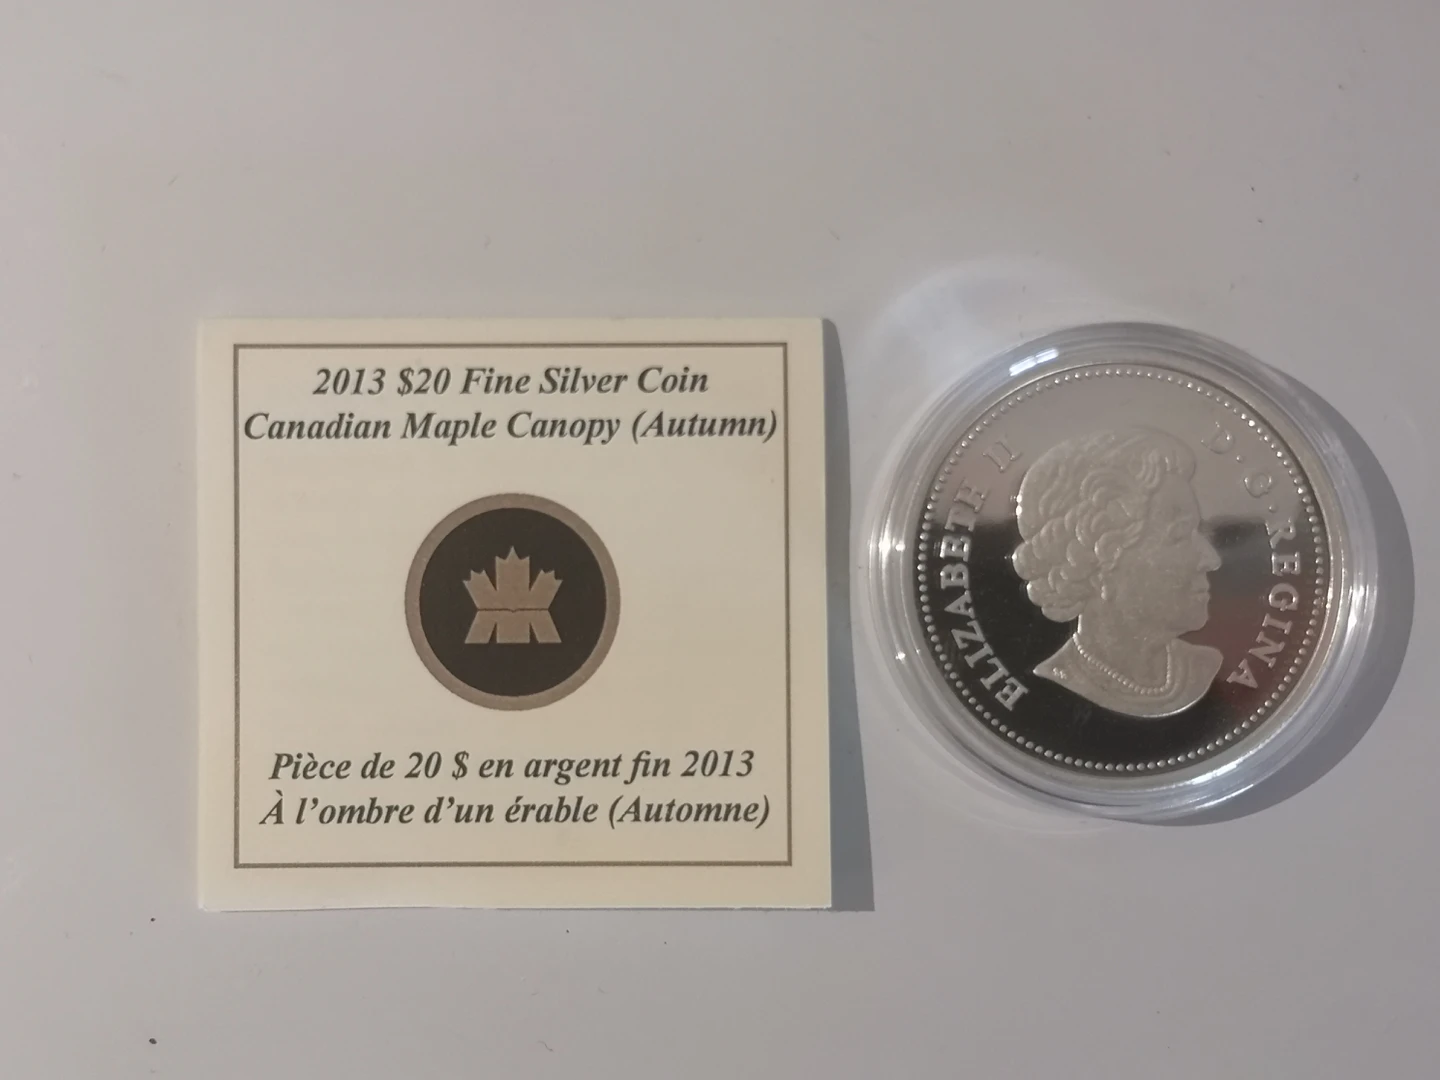 2013 $20 Fine Silver Coin
Canadian Maple Canopy (Autumn)
Pièce de 20 $ en argent fin 2013
À l'ombre d'un érable (Automne)
ELIZABETH II D·G·REGINA